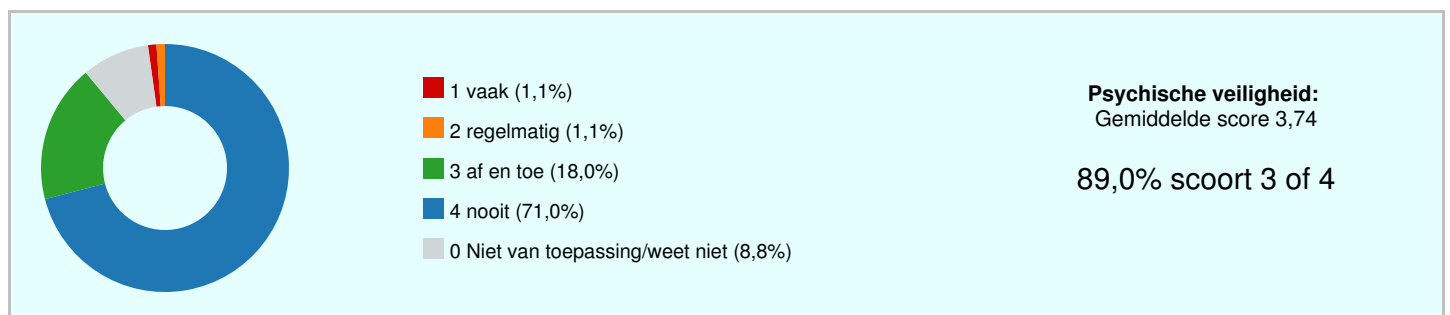 1 vaak (1,1%)
2 regelmatig (1,1%)
3 af en toe (18,0%)
4 nooit (71,0%)
0 Niet van toepassing/weet niet (8,8%)
Psychische veiligheid:
Gemiddelde score 3,74
89,0% scoort 3 of 4